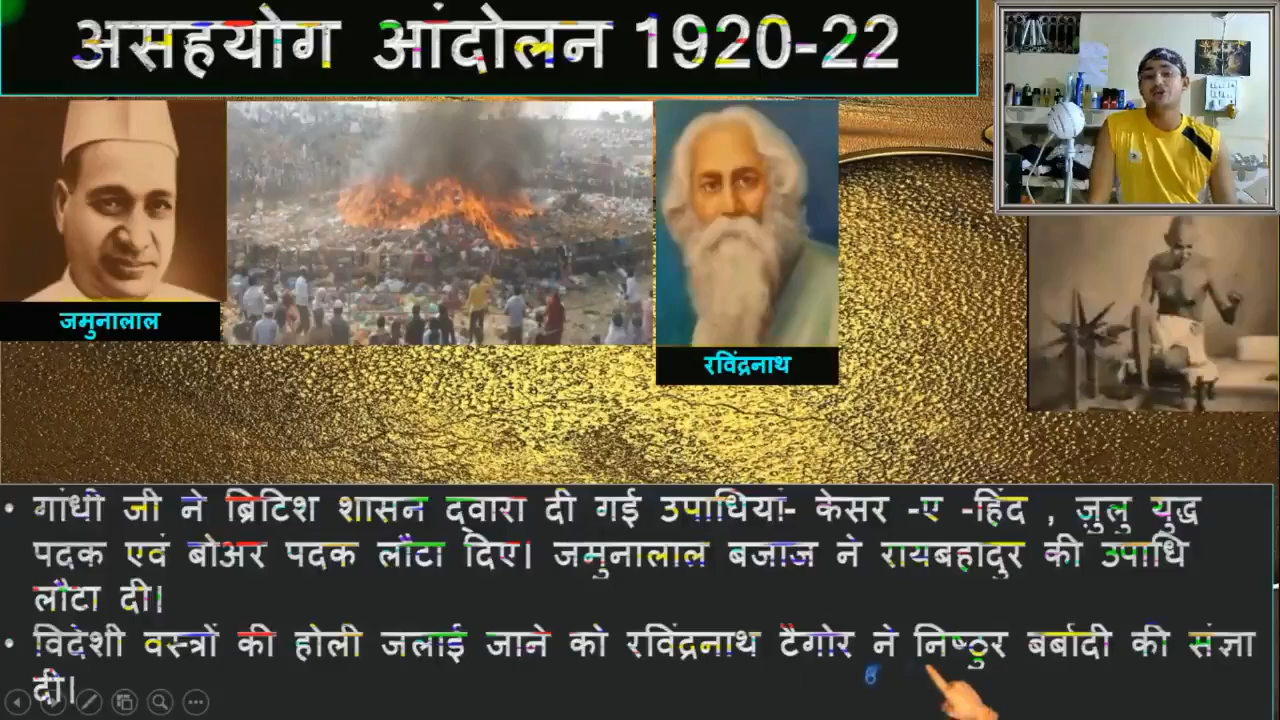 असहयोग आंदोलन 1920-22
जमुनालाल
रविंद्रनाथ
• गांधी जी ने ब्रिटिश शासन द्वारा दी गई उपाधियां- केसर -ए -हिंद , ज़ुलु युद्ध
पदक एवं बोअर पदक लौटा दिए। जमुनालाल बजाज ने रायबहादुर की उपाधि
लौटा दी।
• विदेशी वस्त्रों की होली जलाई जाने को रविंद्रनाथ टैगोर ने निष्ठुर बर्बादी की संज्ञा
दी।